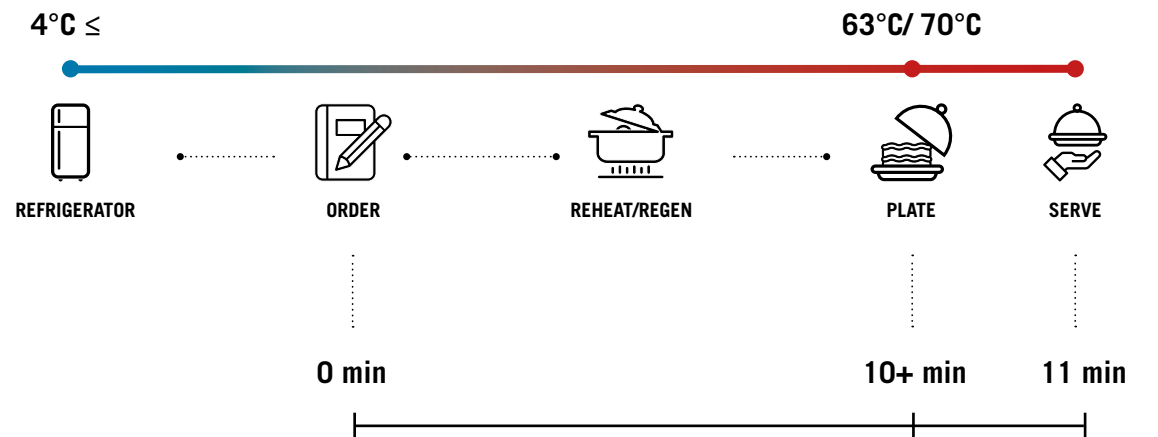 4°C ≤
63°C/ 70°C
REFRIGERATOR
ORDER
REHEAT/REGEN
PLATE
SERVE
0 min
10+ min
11 min